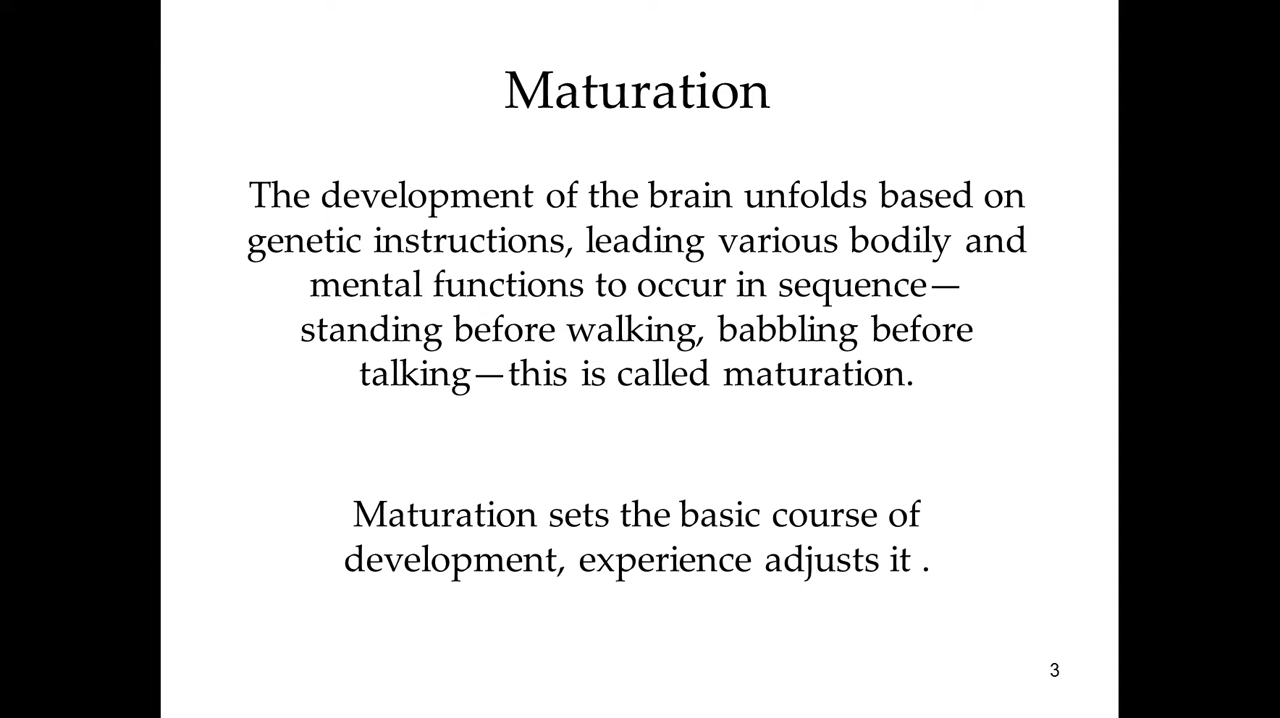 Maturation
The development of the brain unfolds based on
genetic instructions, leading various bodily and
mental functions to occur in sequence—
standing before walking, babbling before
talking—this is called maturation.
Maturation sets the basic course of
development, experience adjusts it .
3